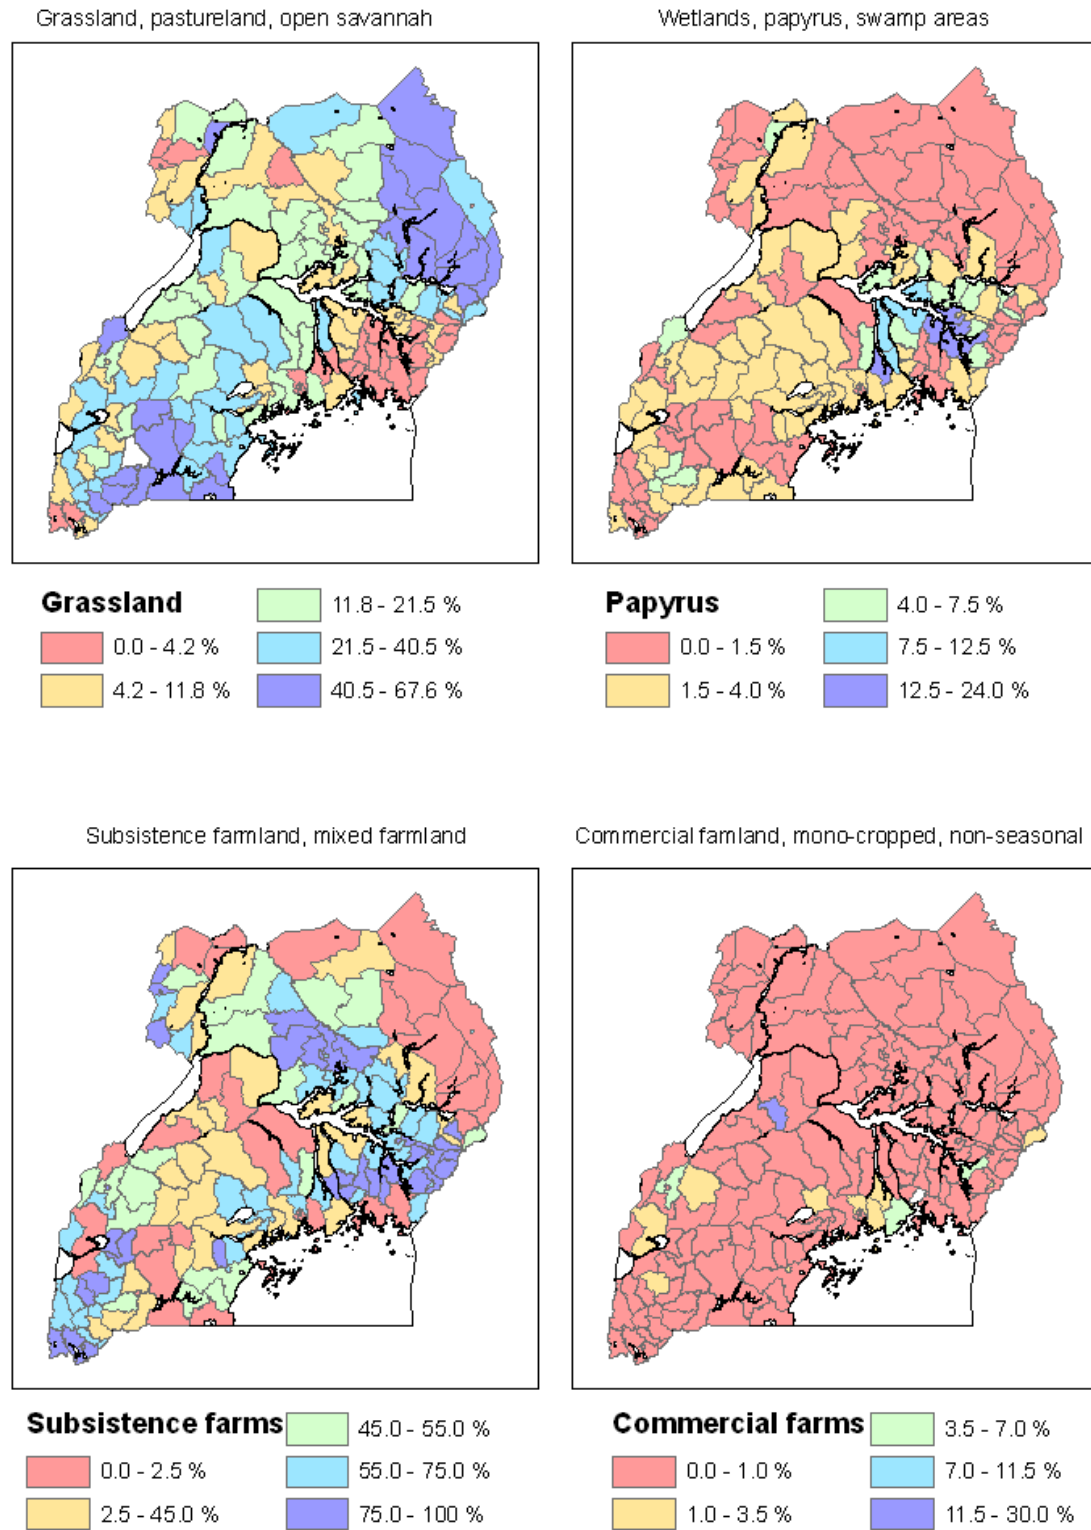 Grassland, pastureland, open savannah
Wetlands, papyrus, swamp areas
Grassland
11.8 - 21.5 %
0.0 - 4.2 %
21.5 - 40.5 %
4.2 - 11.8 %
40.5 - 67.6 %
Papyrus
4.0 - 7.5 %
0.0 - 1.5 %
7.5 - 12.5 %
1.5 - 4.0 %
12.5 - 24.0 %
Subsistence farmland, mixed farmland
Commercial famland, mono-cropped, non-seasonal
Subsistence farms
45.0 - 55.0 %
0.0 - 2.5 %
55.0 - 75.0 %
2.5 - 45.0 %
75.0 - 100 %
Commercial farms
3.5 - 7.0 %
0.0 - 1.0 %
7.0 - 11.5 %
1.0 - 3.5 %
11.5 - 30.0 %